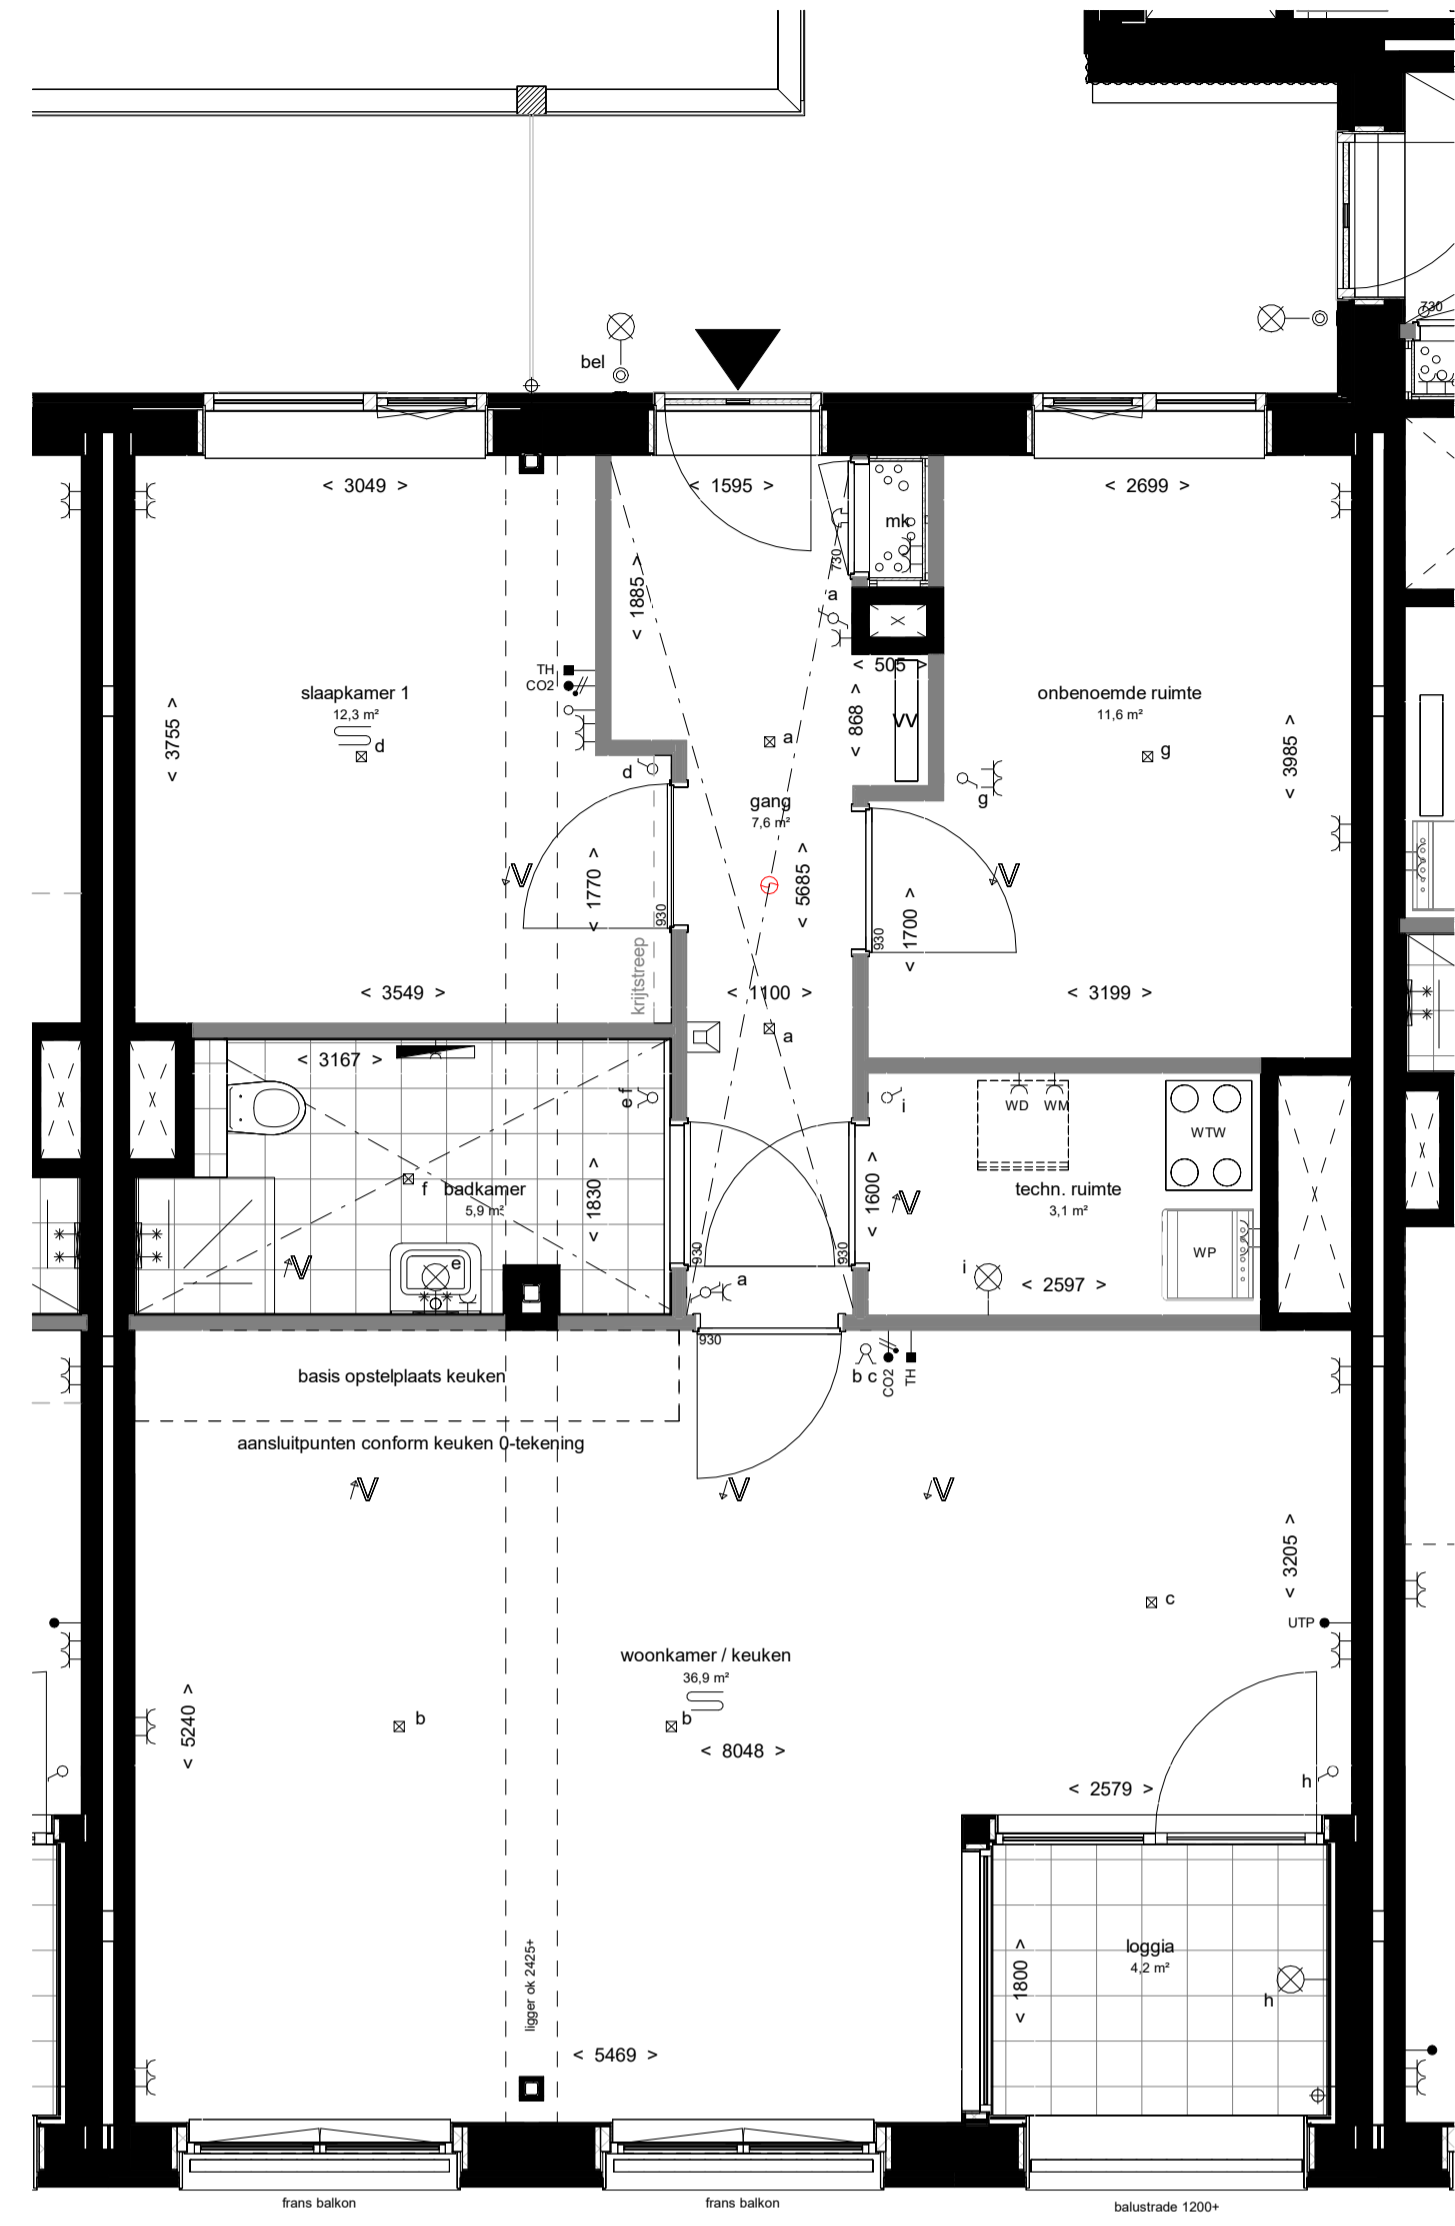 730
bel
< 3049 >
< 1595 >
< 2699 >
mk
730
< 1885 >
a
< 505 >
TH
CO2
slaapkamer 1
12,3 m²
d
< 3755 >
d
a
< 868 >
VV
onbenoemde ruimte
11,6 m²
g
< 3985 >
g
gang
7,6 m²
V
< 1770 >
930
< 5685 >
930
< 1700 >
V
krijtstreep
< 3549 >
< 1100 >
< 3199 >
a
< 3167 >
e f
i
WD
WM
WTW
f
badkamer
5,9 m²
< 1830 >
< 1600 >
V
techn. ruimte
3,1 m²
V
e
930
930
WP
i
< 2597 >
a
930
basis opstelplaats keuken
b c
CO2
TH
aansluitpunten conform keuken 0-tekening
V
V
V
< 3205 >
c
UTP
woonkamer / keuken
36,9 m²
< 5240 >
b
b
< 8048 >
h
< 2579 >
ligger ok 2425+
< 1800 >
loggia
4,2 m²
h
< 5469 >
frans balkon
frans balkon
balustrade 1200+